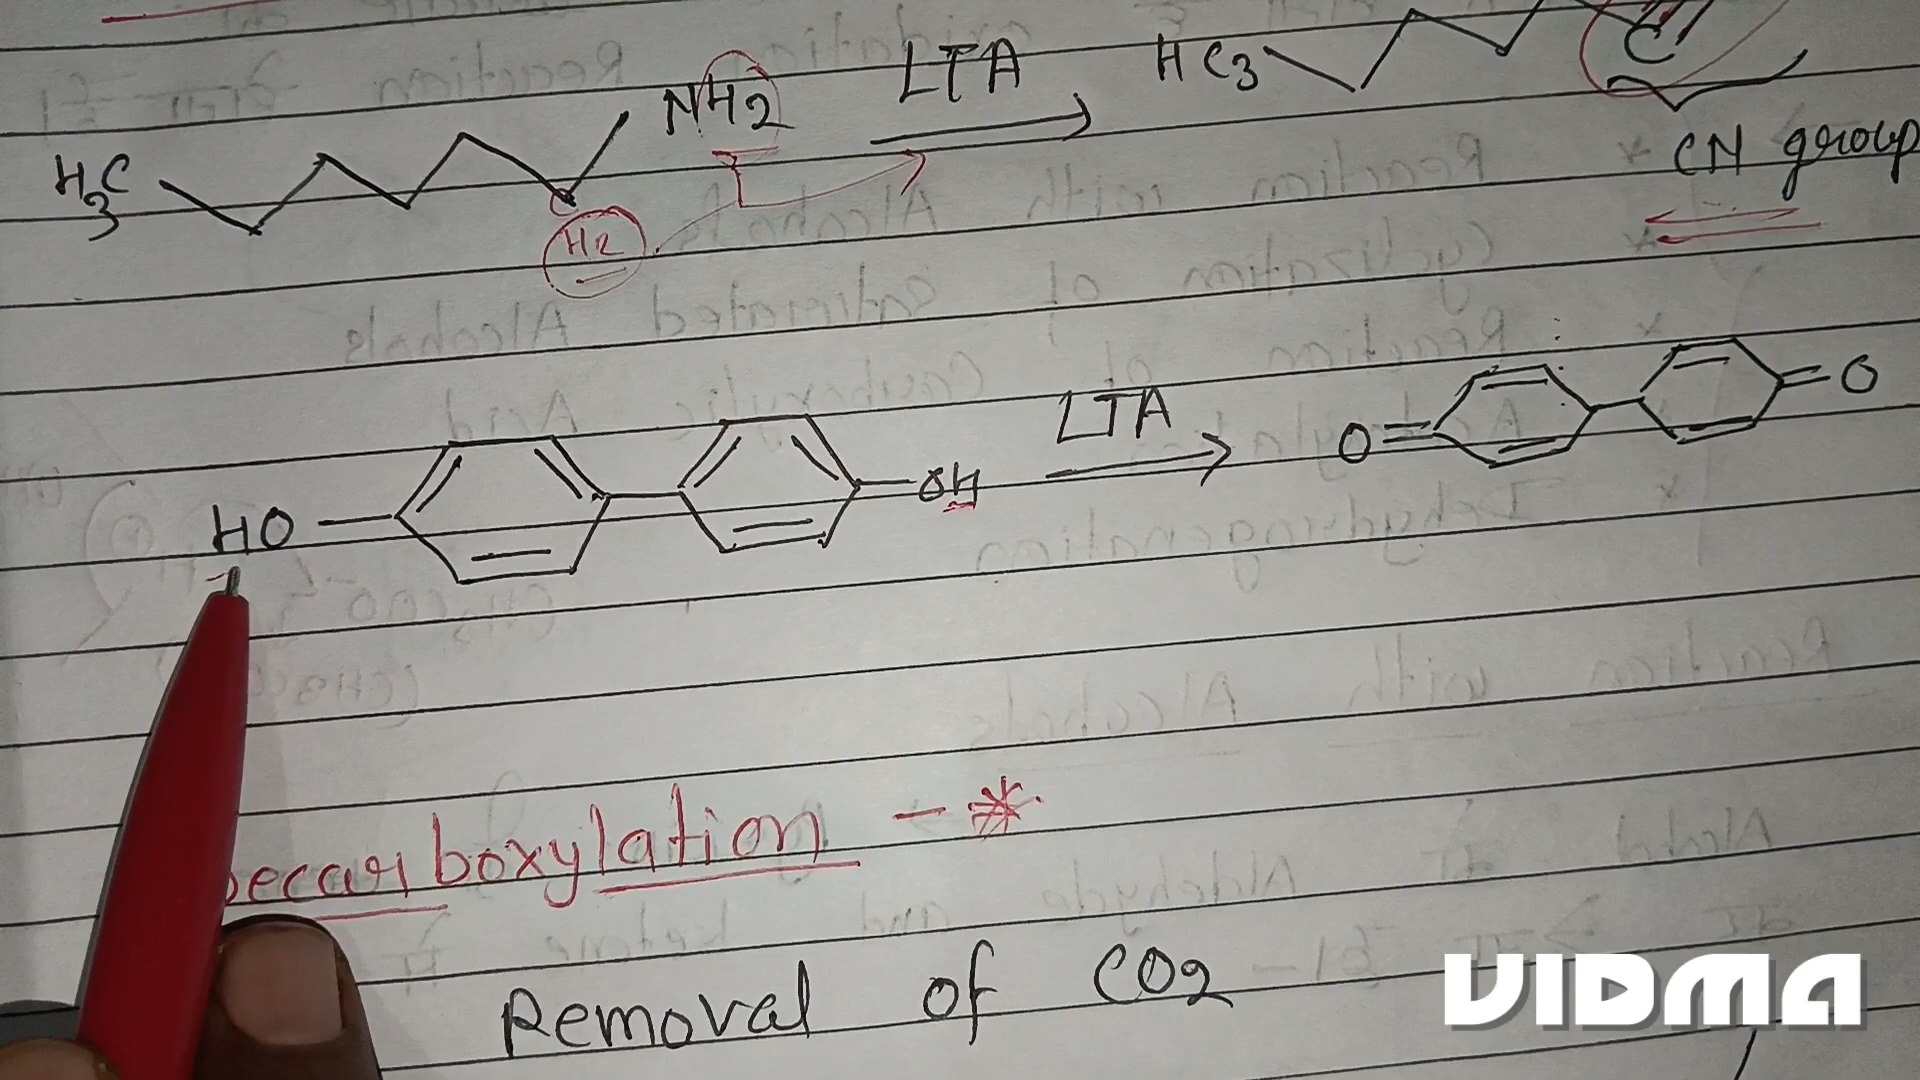 H3C NH2 LTA HC3 C
H2
CN group
HO OH LTA O O
Decarboxylation - *
Removal of CO2
VIDMA